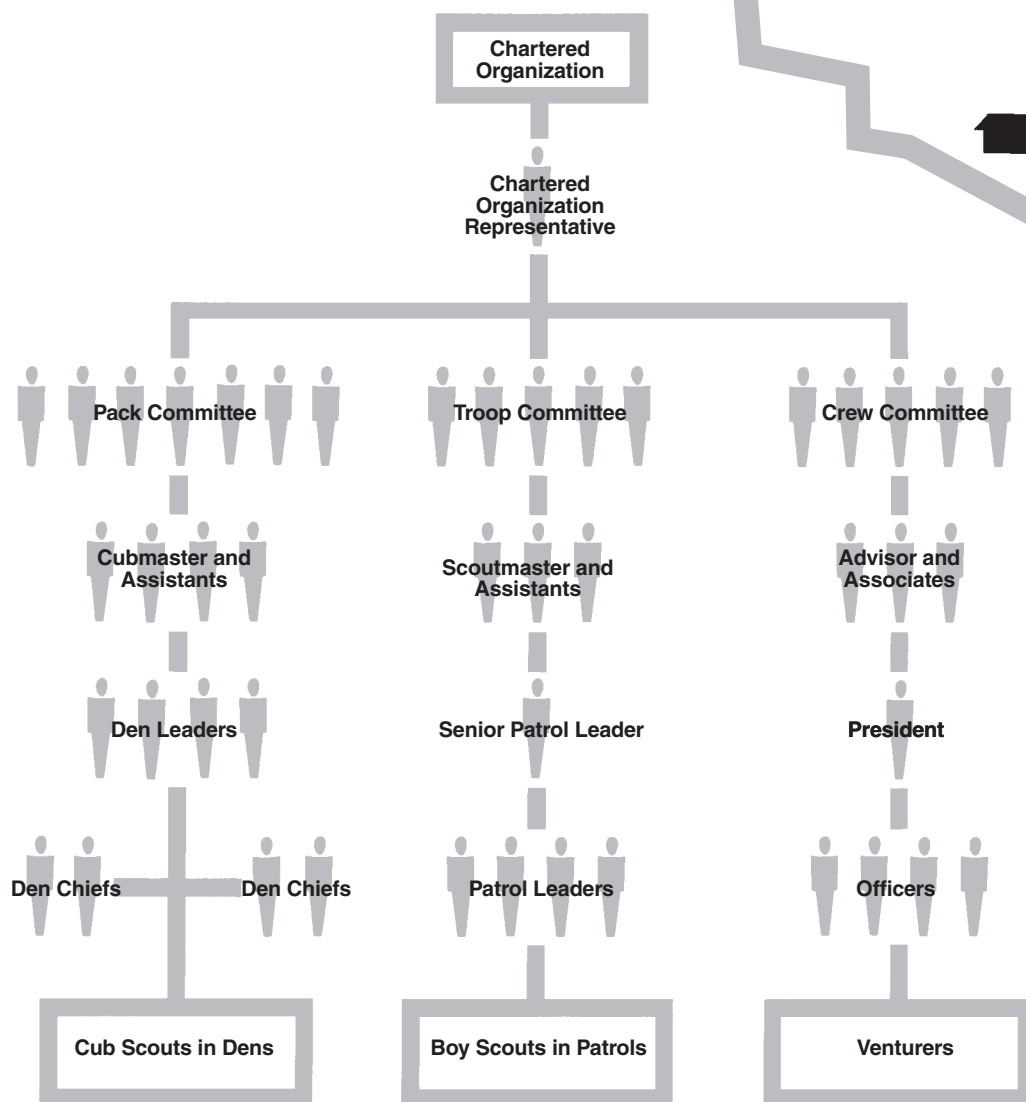 Chartered
Organization
Chartered
Organization
Representative
Pack Committee
Troop Committee
Crew Committee
Cubmaster and
Assistants
Scoutmaster and
Assistants
Advisor and
Associates
Den Leaders
Senior Patrol Leader
President
Den Chiefs
Den Chiefs
Patrol Leaders
Officers
Cub Scouts in Dens
Boy Scouts in Patrols
Venturers